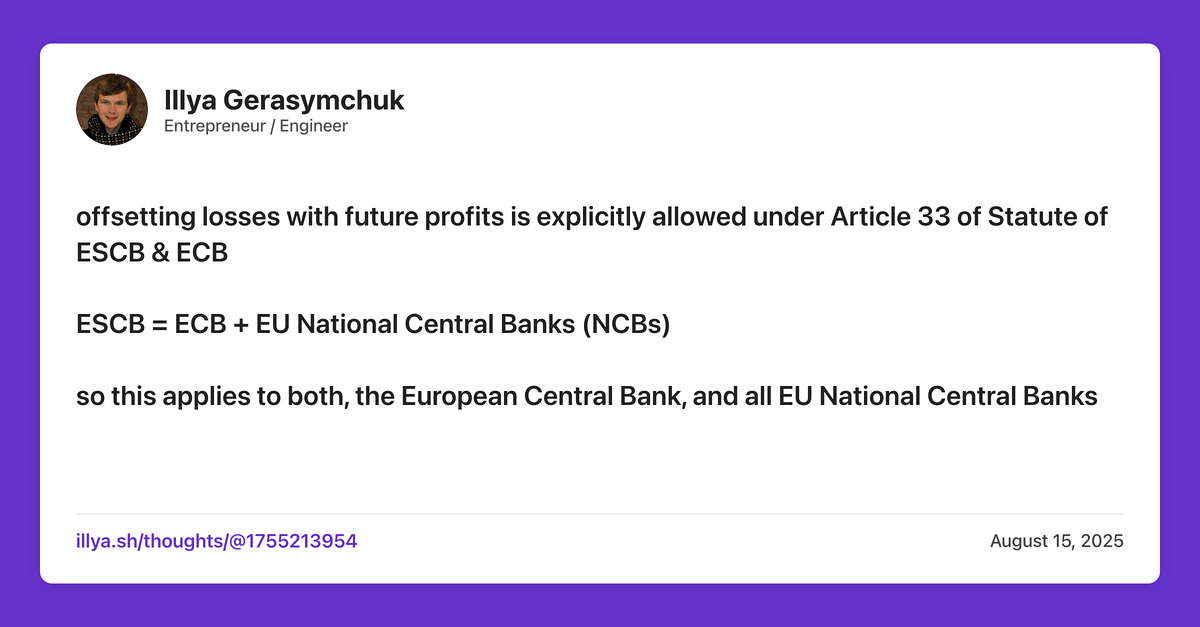 Illya Gerasymchuk
Entrepreneur / Engineer
offsetting losses with future profits is explicitly allowed under Article 33 of Statute of
ESCB & ECB
ESCB = ECB + EU National Central Banks (NCBs)
so this applies to both, the European Central Bank, and all EU National Central Banks
illya.sh/thoughts/@1755213954
August 15, 2025